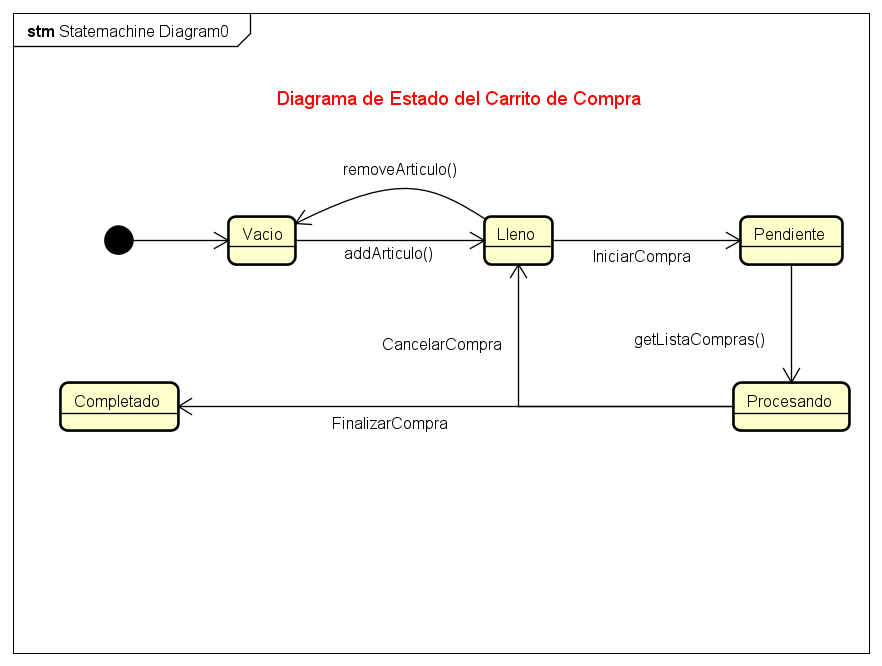 stm Statemachine Diagram0
Diagrama de Estado del Carrito de Compra
removeArticulo()
Vacio
Lleno
Pendiente
addArticulo()
IniciarCompra
getListaCompras()
CancelarCompra
Completado
Procesando
FinalizarCompra